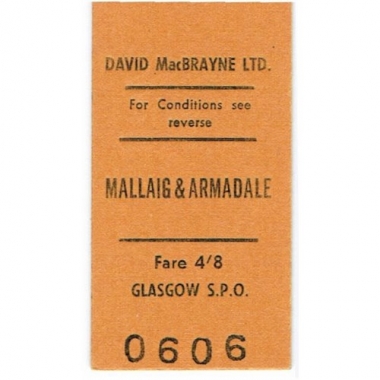 DAVID MacBRAYNE LTD.
For Conditions see
reverse
MALLAIG & ARMADALE
Fare 4/8
GLASGOW S.P.O.
0606